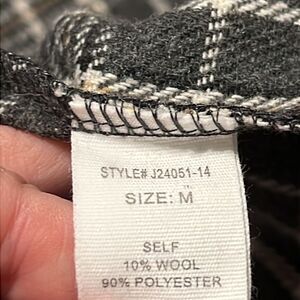 STYLE# J24051-14
SIZE: M
SELF
10% WOOL
90% POLYESTER